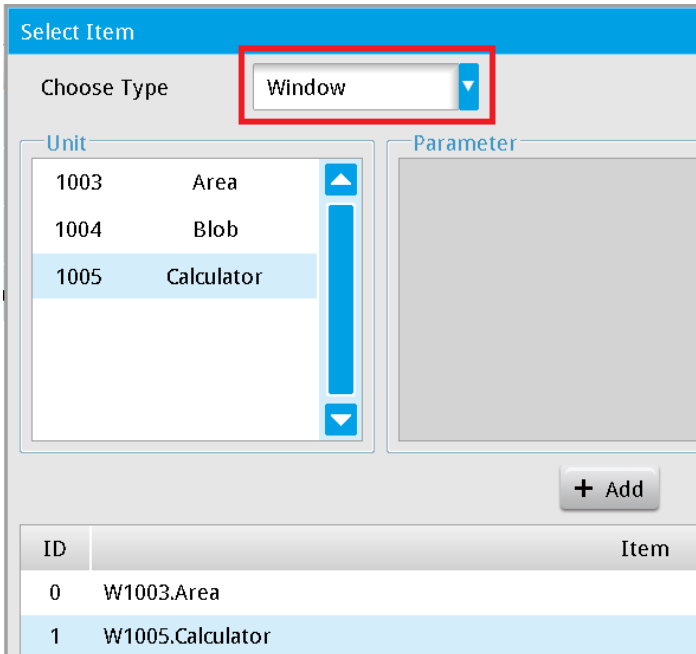 Select Item
Choose Type Window
Unit Parameter
1003 Area
1004 Blob
1005 Calculator
+ Add
ID Item
0 W1003.Area
1 W1005.Calculator